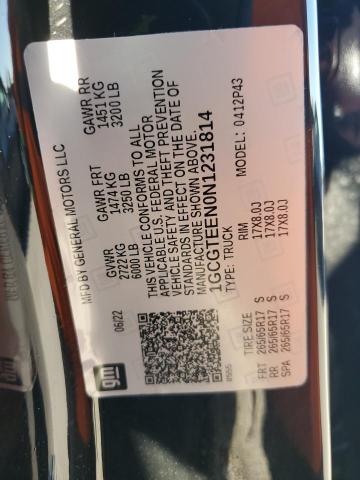 MFD BY GENERAL MOTORS LLC
06/22
GVWR GAWR FRT GAWR RR
2722 KG 1474 KG 1451 KG
6000 LB 3250 LB 3200 LB
THIS VEHICLE CONFORMS TO ALL
APPLICABLE U.S. FEDERAL MOTOR
VEHICLE SAFETY AND THEFT PREVENTION
STANDARDS IN EFFECT ON THE DATE OF
MANUFACTURE SHOWN ABOVE.
1GCGTEEN0N1231814
TYPE: TRUCK MODEL: 0412P43
gm
TIRE SIZE RIM
FRT 265/65R17 S 17X8.0J
RR 265/65R17 S 17X8.0J
SPA 265/65R17 S 17X8.0J